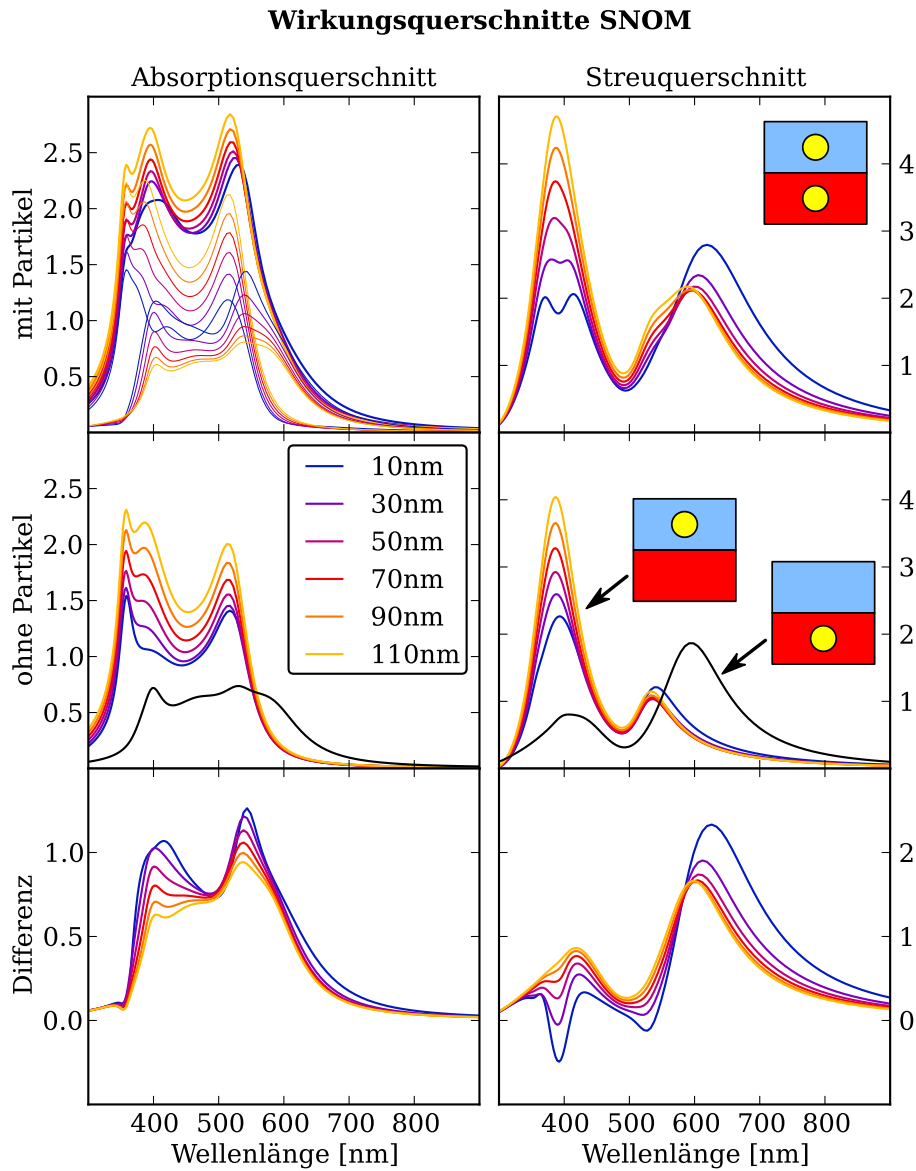 Wirkungsquerschnitte SNOM
Absorptionsquerschnitt
Streuquerschnitt
mit Partikel
2.5
2.0
1.5
1.0
0.5
4
3
2
1
ohne Partikel
2.5
2.0
1.5
1.0
0.5
10nm
30nm
50nm
70nm
90nm
110nm
4
3
2
1
Differenz
1.0
0.5
0.0
2
1
0
400 500 600 700 800
400 500 600 700 800
Wellenlänge [nm]
Wellenlänge [nm]